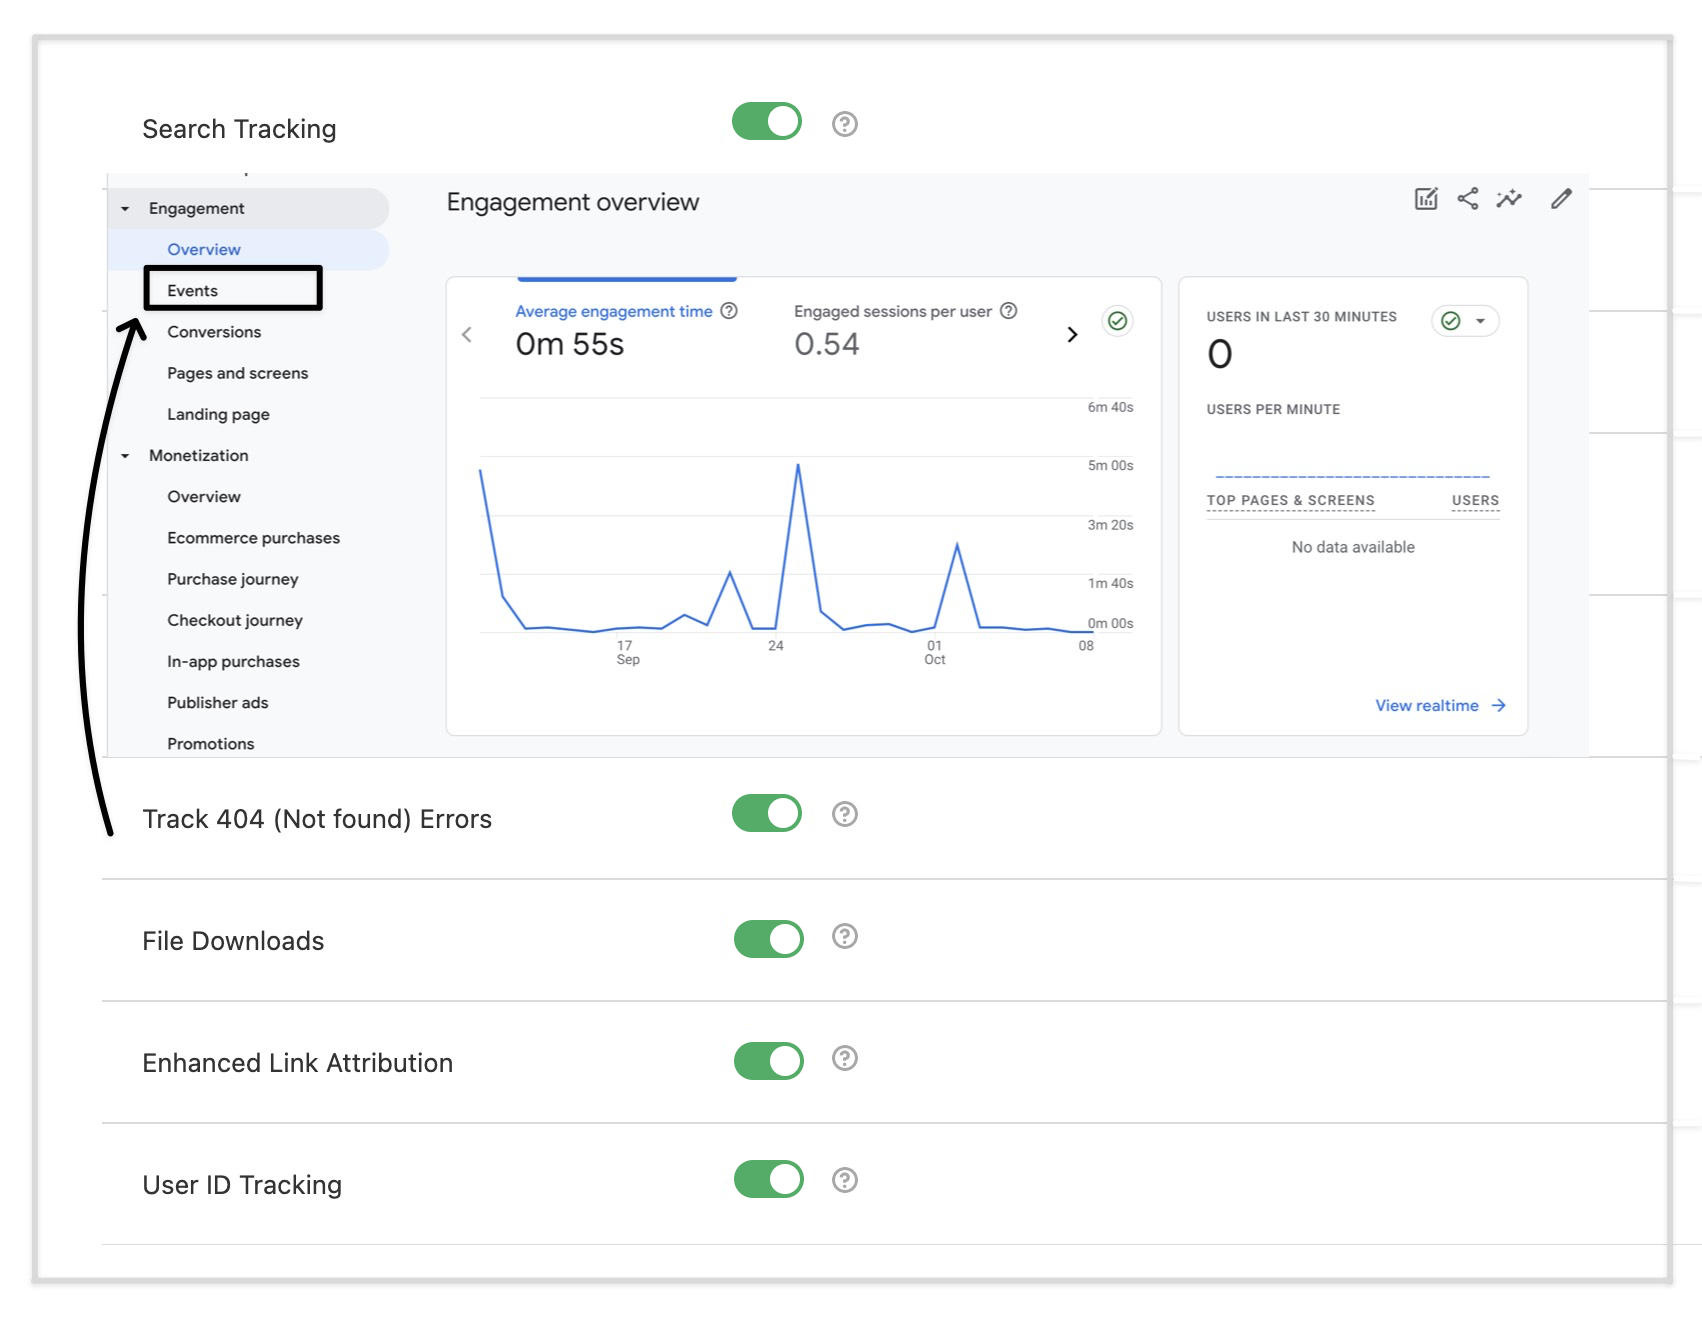 Search Tracking
Engagement
Overview
Events
Conversions
Pages and screens
Landing page
Monetization
Overview
Ecommerce purchases
Purchase journey
Checkout journey
In-app purchases
Publisher ads
Promotions
Engagement overview
Average engagement time
0m 55s
Engaged sessions per user
0.54
6m 40s
5m 00s
3m 20s
1m 40s
0m 00s
17
Sep
24
01
Oct
08
USERS IN LAST 30 MINUTES
0
USERS PER MINUTE
TOP PAGES & SCREENS USERS
No data available
View realtime
Track 404 (Not found) Errors
File Downloads
Enhanced Link Attribution
User ID Tracking